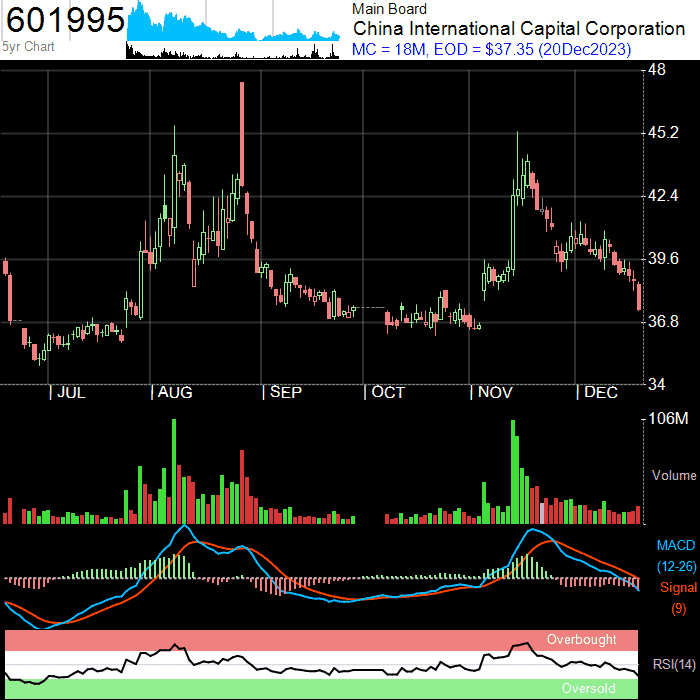 601995
5yr Chart
Main Board
China International Capital Corporation
MC = 18M, EOD = $37.35 (20Dec2023)
48
45.2
42.4
39.6
36.8
34
JUL AUG SEP OCT NOV DEC
106M
Volume
MACD
(12-26)
Signal
(9)
Overbought
RSI(14)
Oversold